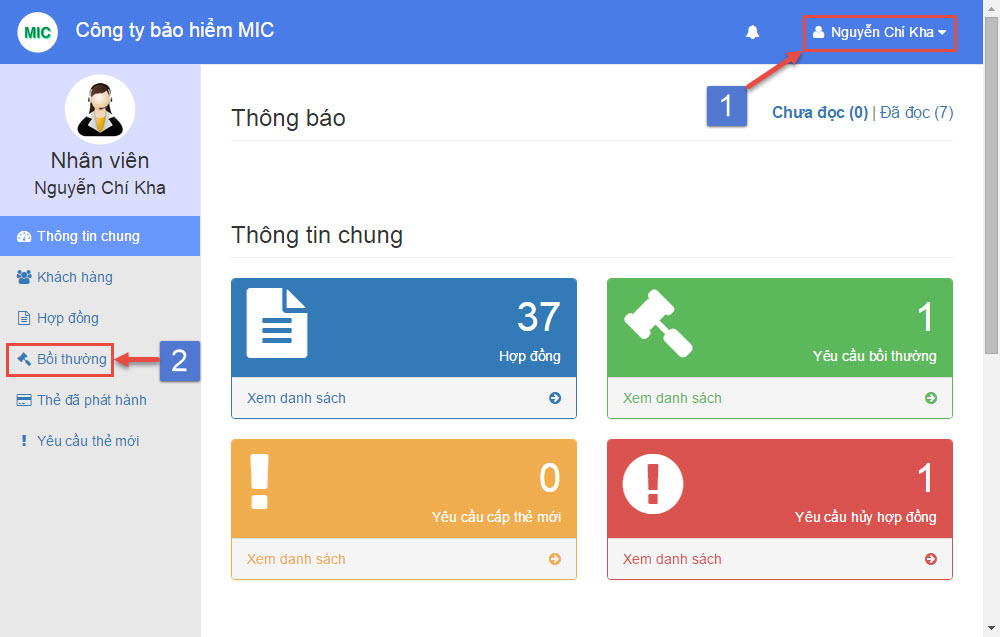 MIC Công ty bảo hiểm MIC
Nguyễn Chí Kha
1
Thông báo
Chưa đọc (0) | Đã đọc (7)
Nhân viên
Nguyễn Chí Kha
Thông tin chung
Khách hàng
Hợp đồng
Bồi thường
2
Thẻ đã phát hành
Yêu cầu thẻ mới
Thông tin chung
37
Hợp đồng
Xem danh sách
1
Yêu cầu bồi thường
Xem danh sách
0
Yêu cầu cấp thẻ mới
Xem danh sách
1
Yêu cầu hủy hợp đồng
Xem danh sách